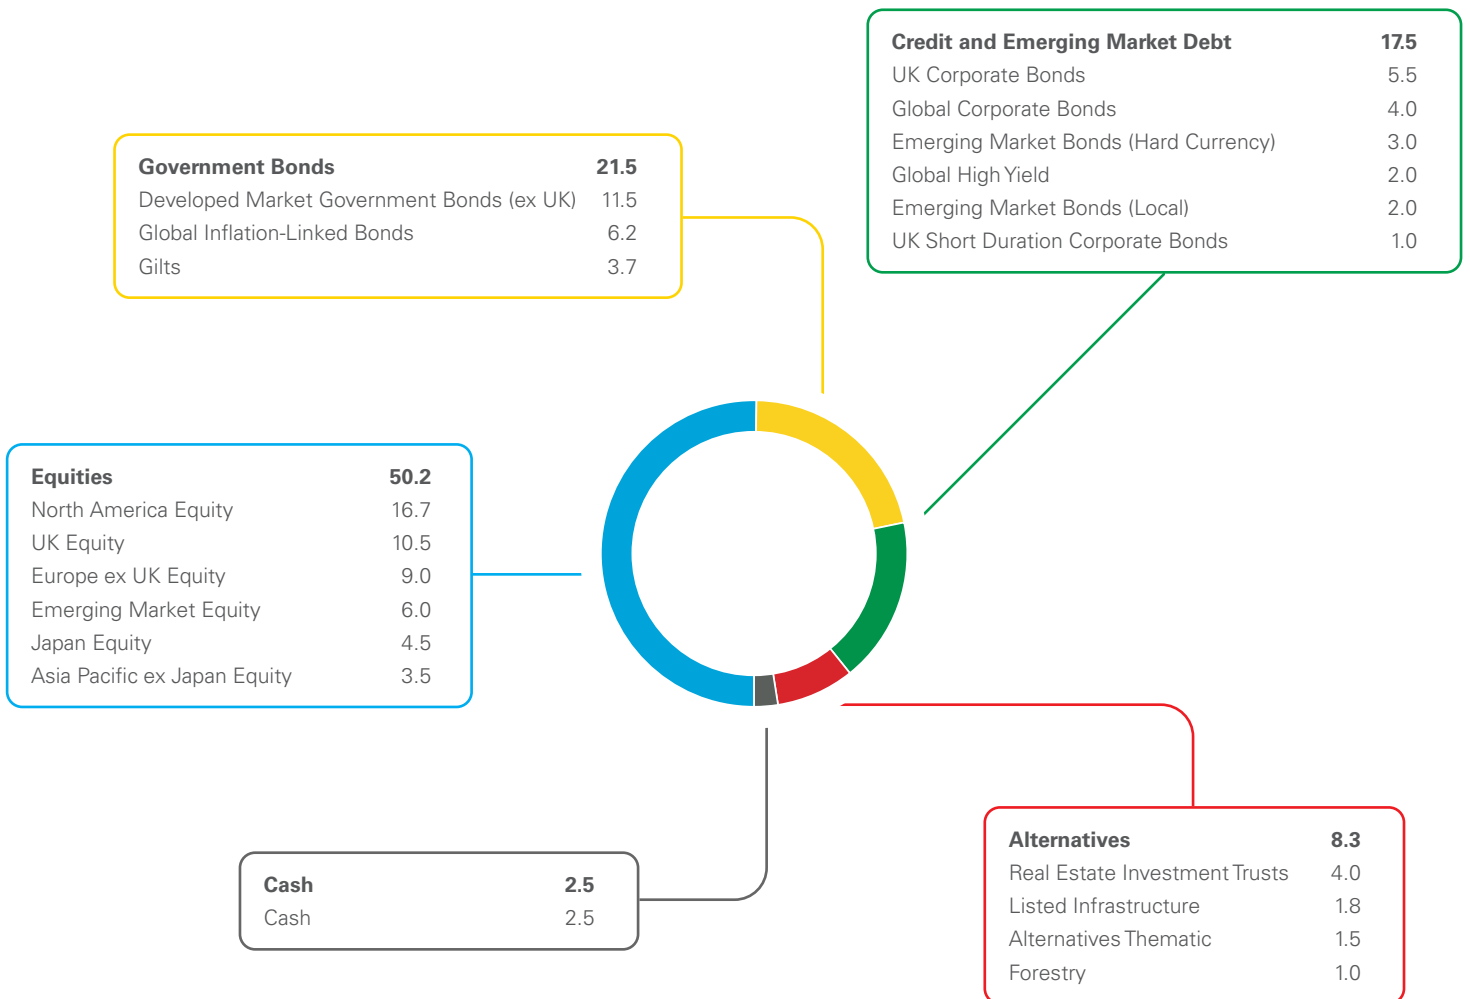 Credit and Emerging Market Debt 17.5
UK Corporate Bonds 5.5
Global Corporate Bonds 4.0
Emerging Market Bonds (Hard Currency) 3.0
Global High Yield 2.0
Emerging Market Bonds (Local) 2.0
UK Short Duration Corporate Bonds 1.0
Government Bonds 21.5
Developed Market Government Bonds (ex UK) 11.5
Global Inflation-Linked Bonds 6.2
Gilts 3.7
Equities 50.2
North America Equity 16.7
UK Equity 10.5
Europe ex UK Equity 9.0
Emerging Market Equity 6.0
Japan Equity 4.5
Asia Pacific ex Japan Equity 3.5
Cash 2.5
Cash 2.5
Alternatives 8.3
Real Estate Investment Trusts 4.0
Listed Infrastructure 1.8
Alternatives Thematic 1.5
Forestry 1.0